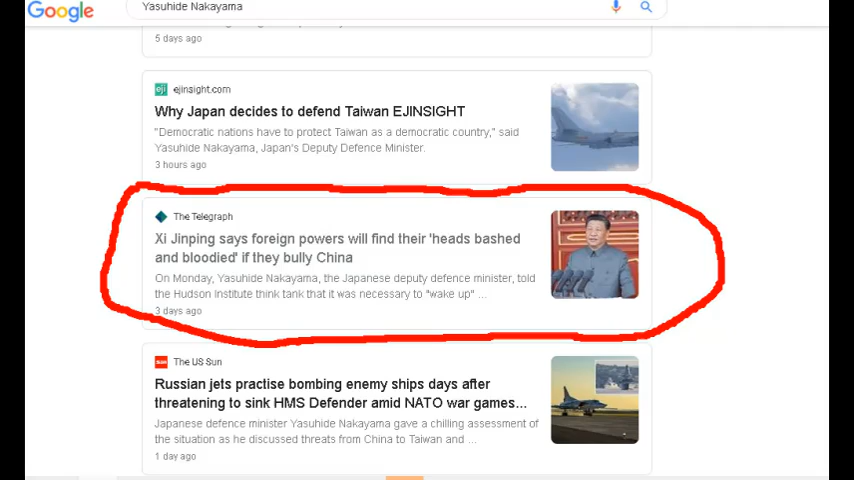 Google
Yasuhide Nakayama
5 days ago
eji ejinsight.com
Why Japan decides to defend Taiwan EJINSIGHT
"Democratic nations have to protect Taiwan as a democratic country," said
Yasuhide Nakayama, Japan's Deputy Defence Minister.
3 hours ago
The Telegraph
Xi Jinping says foreign powers will find their 'heads bashed
and bloodied' if they bully China
On Monday, Yasuhide Nakayama, the Japanese deputy defence minister, told
the Hudson Institute think tank that it was necessary to "wake up" ...
3 days ago
The US Sun
Russian jets practise bombing enemy ships days after
threatening to sink HMS Defender amid NATO war games...
Japanese defence minister Yasuhide Nakayama gave a chilling assessment of
the situation as he discussed threats from China to Taiwan and ...
1 day ago